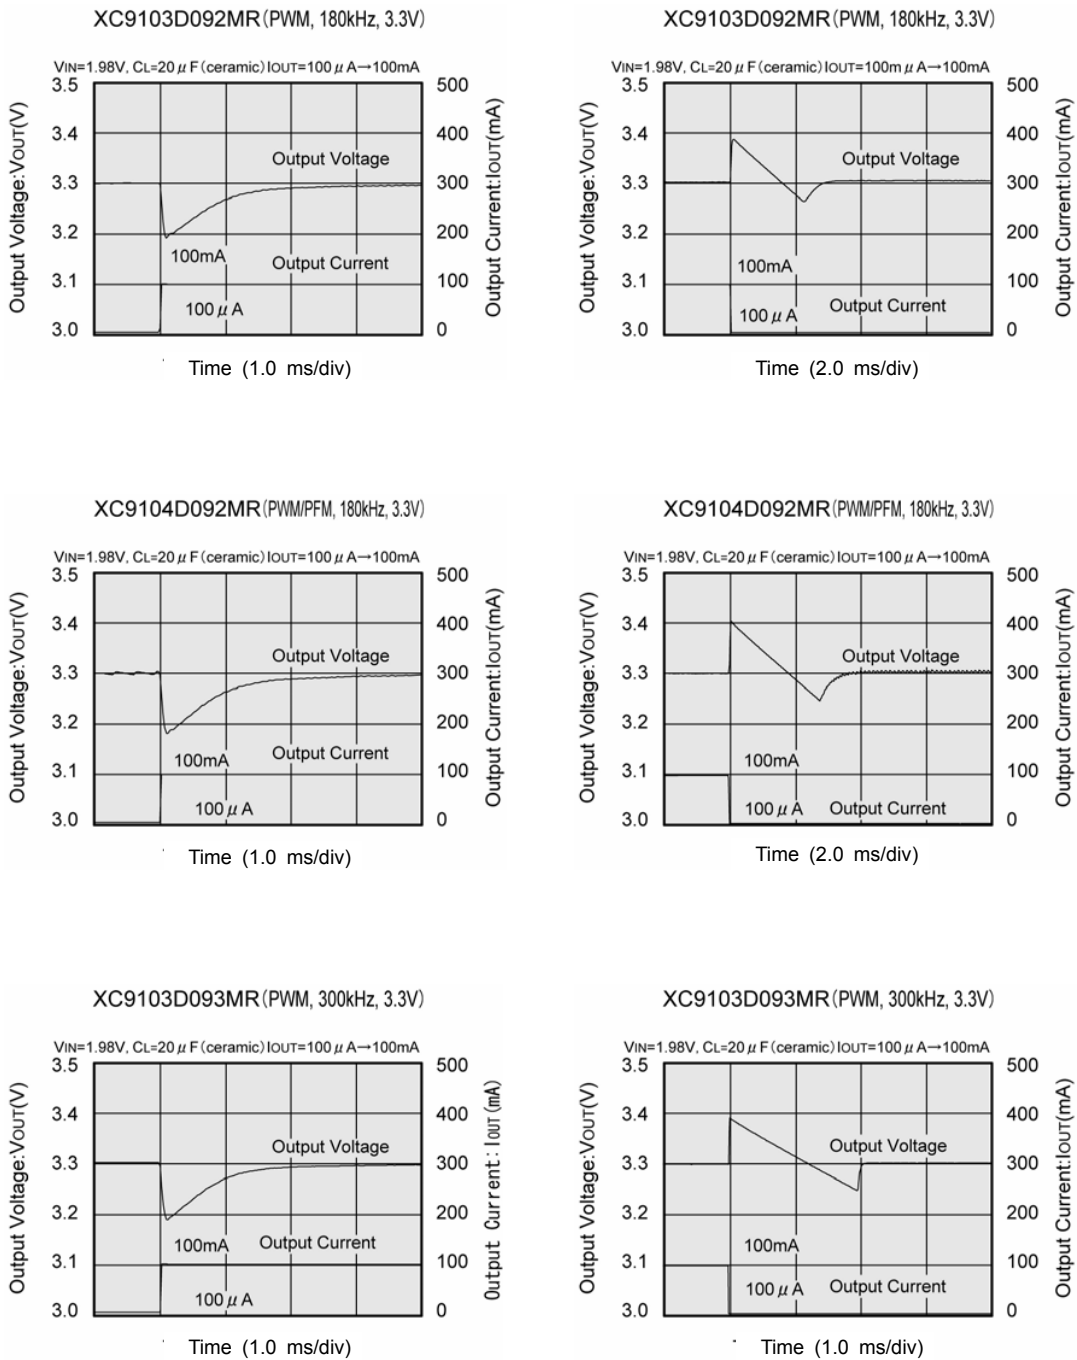 XC9103D092MR(PWM, 180kHz, 3.3V)
VIN=1.98V, CL=20μF(ceramic)IOUT=100μA→100mA
3.5
3.4
3.3
3.2
3.1
3.0
Output Voltage:VOUT(V)
Output Voltage
100mA
Output Current
100μA
500
400
300
200
100
0
Output Current:IOUT(mA)
Time (1.0 ms/div)
XC9103D092MR(PWM, 180kHz, 3.3V)
VIN=1.98V, CL=20μF(ceramic)IOUT=100mμA→100mA
3.5
3.4
3.3
3.2
3.1
3.0
Output Voltage:VOUT(V)
Output Voltage
100mA
Output Current
100μA
500
400
300
200
100
0
Output Current:IOUT(mA)
Time (2.0 ms/div)
XC9104D092MR(PWM/PFM, 180kHz, 3.3V)
VIN=1.98V, CL=20μF(ceramic)IOUT=100μA→100mA
3.5
3.4
3.3
3.2
3.1
3.0
Output Voltage:VOUT(V)
Output Voltage
100mA
Output Current
100μA
500
400
300
200
100
0
Output Current:IOUT(mA)
Time (1.0 ms/div)
XC9104D092MR(PWM/PFM, 180kHz, 3.3V)
VIN=1.98V, CL=20μF(ceramic)IOUT=100μA→100mA
3.5
3.4
3.3
3.2
3.1
3.0
Output Voltage:VOUT(V)
Output Voltage
100mA
100μA
Output Current
500
400
300
200
100
0
Output Current:IOUT(mA)
Time (2.0 ms/div)
XC9103D093MR(PWM, 300kHz, 3.3V)
VIN=1.98V, CL=20μF(ceramic)IOUT=100μA→100mA
3.5
3.4
3.3
3.2
3.1
3.0
Output Voltage:VOUT(V)
Output Voltage
100mA
Output Current
100μA
500
400
300
200
100
0
Output Current:IOUT(mA)
Time (1.0 ms/div)
XC9103D093MR(PWM, 300kHz, 3.3V)
VIN=1.98V, CL=20μF(ceramic)IOUT=100μA→100mA
3.5
3.4
3.3
3.2
3.1
3.0
Output Voltage:VOUT(V)
Output Voltage
100mA
100μA
Output Current
500
400
300
200
100
0
Output Current:IOUT(mA)
Time (1.0 ms/div)